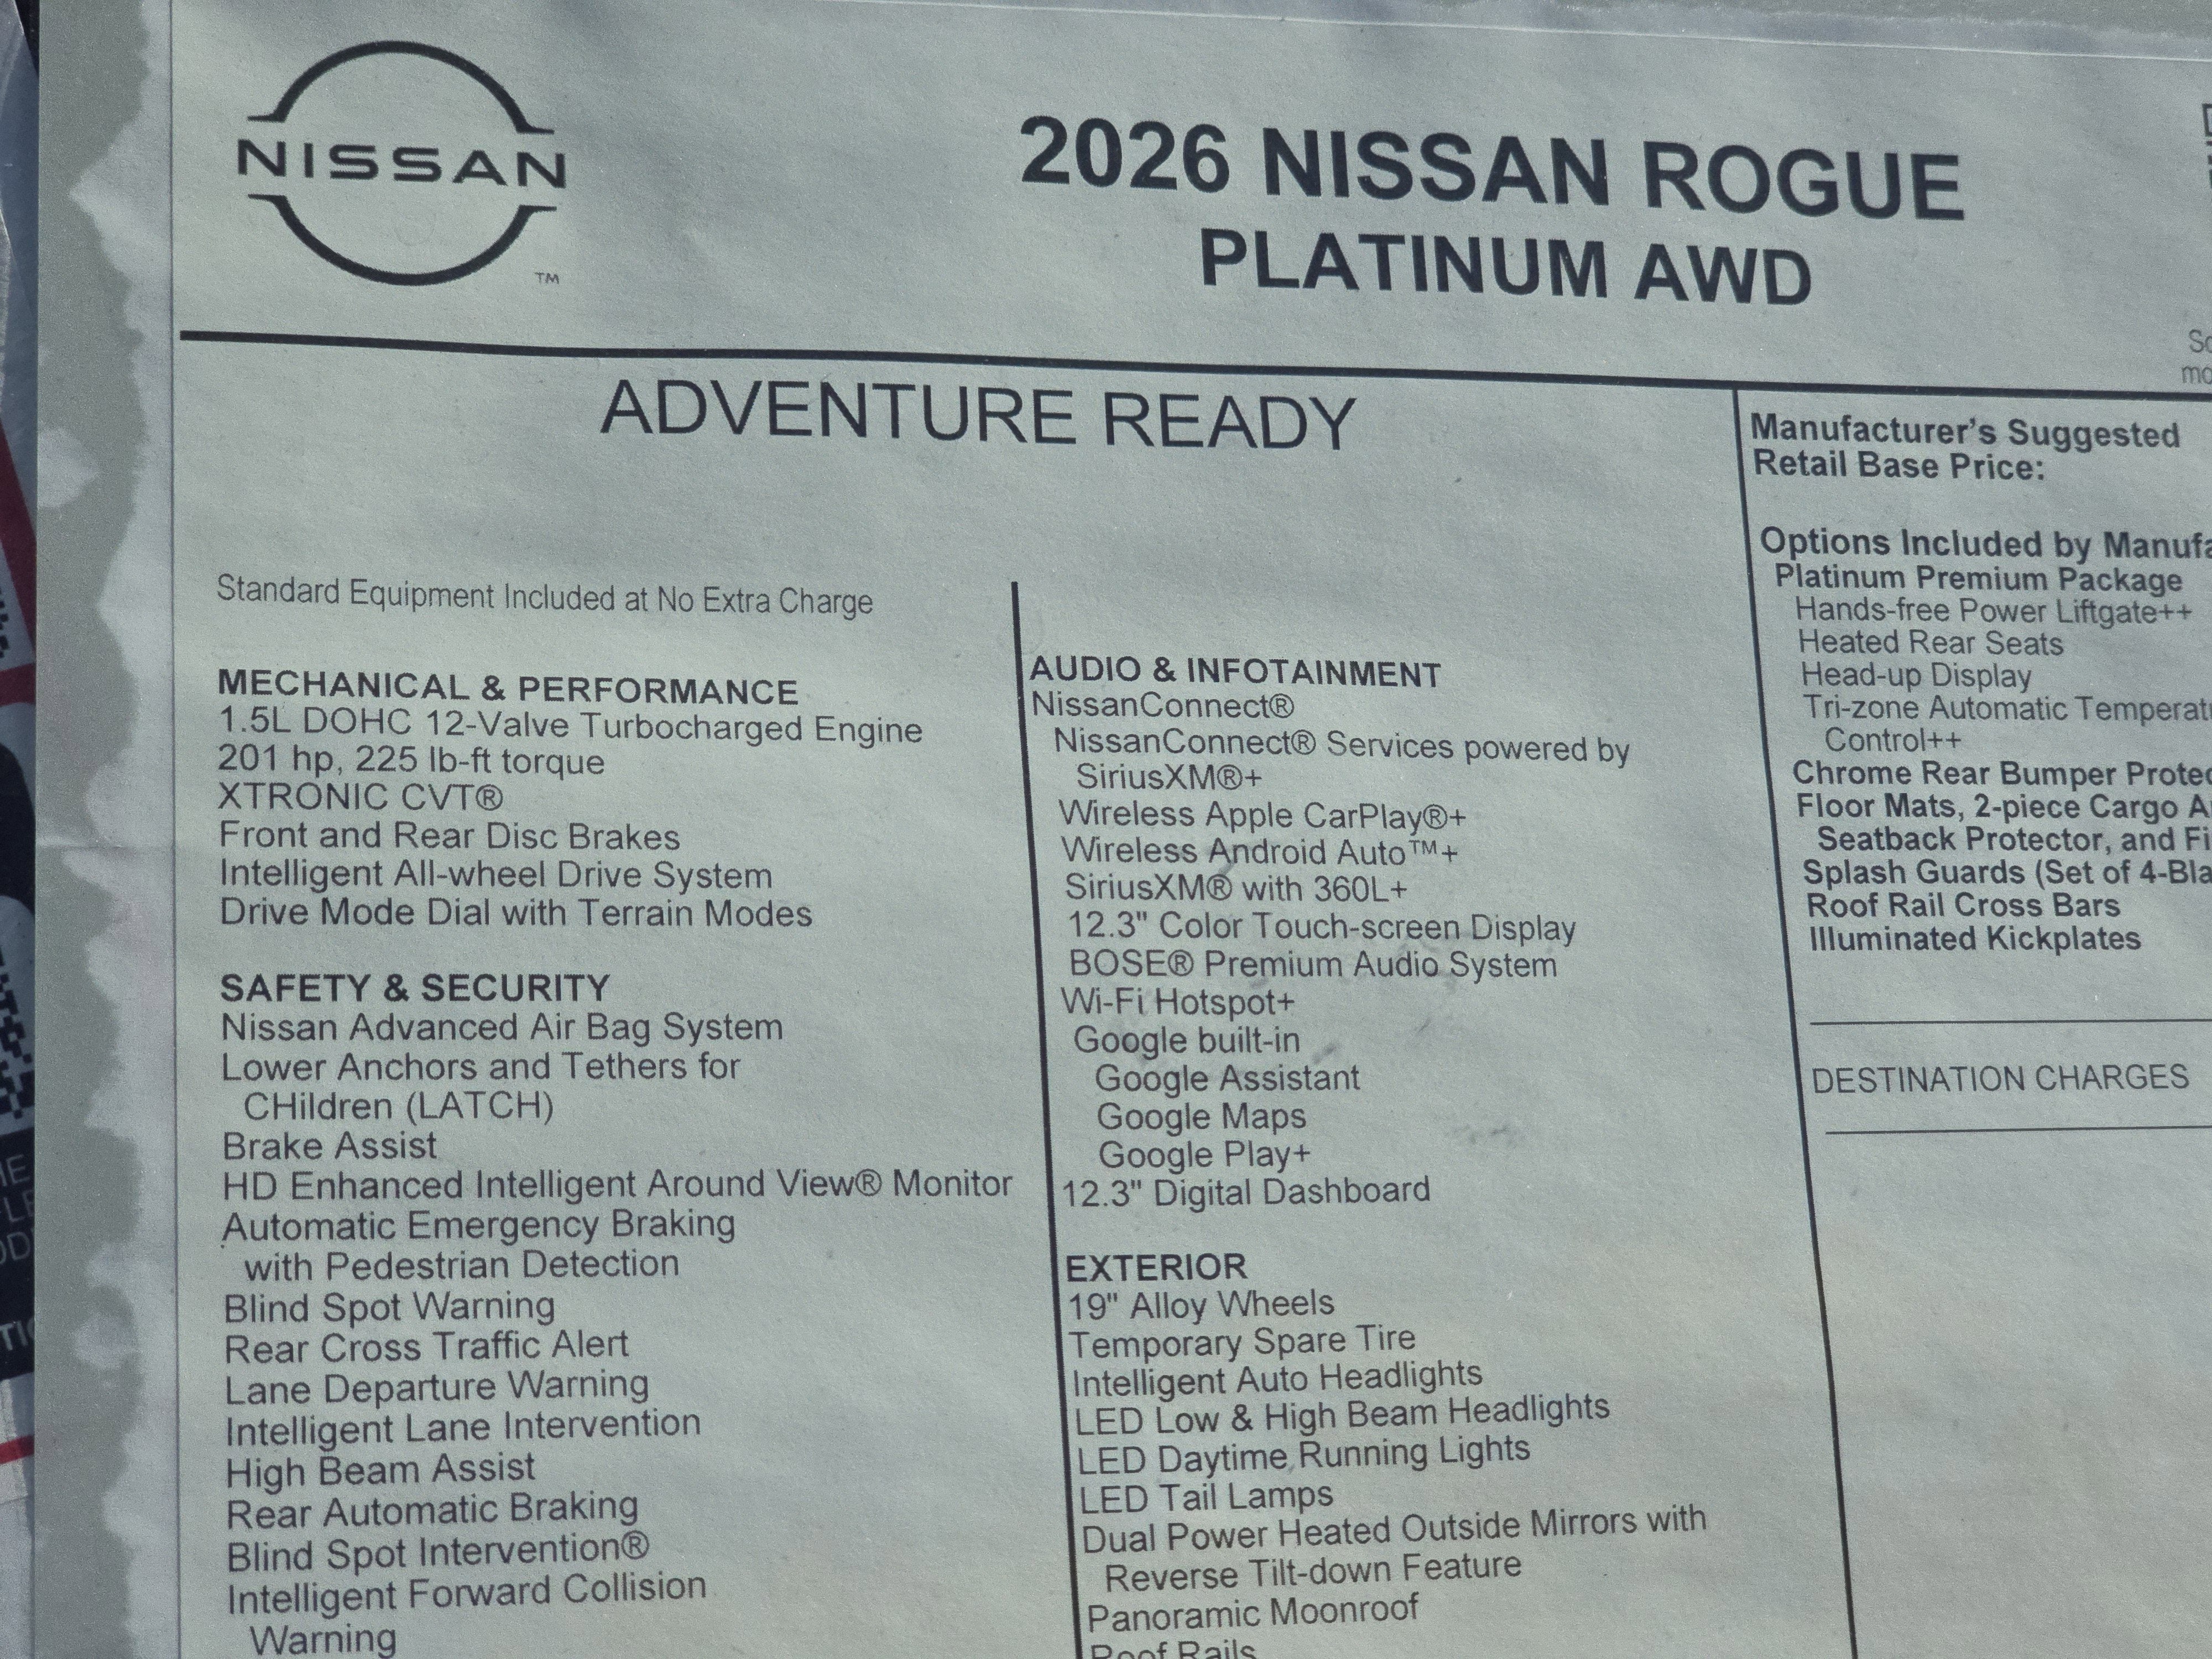 NISSAN
TM
2026 NISSAN ROGUE
PLATINUM AWD
ADVENTURE READY
Standard Equipment Included at No Extra Charge
MECHANICAL & PERFORMANCE
1.5L DOHC 12-Valve Turbocharged Engine
201 hp, 225 lb-ft torque
XTRONIC CVT®
Front and Rear Disc Brakes
Intelligent All-wheel Drive System
Drive Mode Dial with Terrain Modes
SAFETY & SECURITY
Nissan Advanced Air Bag System
Lower Anchors and Tethers for
CHildren (LATCH)
Brake Assist
HD Enhanced Intelligent Around View® Monitor
Automatic Emergency Braking
with Pedestrian Detection
Blind Spot Warning
Rear Cross Traffic Alert
Lane Departure Warning
Intelligent Lane Intervention
High Beam Assist
Rear Automatic Braking
Blind Spot Intervention®
Intelligent Forward Collision
Warning
AUDIO & INFOTAINMENT
NissanConnect®
NissanConnect® Services powered by
SiriusXM®+
Wireless Apple CarPlay®+
Wireless Android Auto™+
SiriusXM® with 360L+
12.3" Color Touch-screen Display
BOSE® Premium Audio System
Wi-Fi Hotspot+
Google built-in
Google Assistant
Google Maps
Google Play+
12.3" Digital Dashboard
EXTERIOR
19" Alloy Wheels
Temporary Spare Tire
Intelligent Auto Headlights
LED Low & High Beam Headlights
LED Daytime Running Lights
LED Tail Lamps
Dual Power Heated Outside Mirrors with
Reverse Tilt-down Feature
Panoramic Moonroof
Roof Rails
Manufacturer's Suggested
Retail Base Price:
Options Included by
Platinum Premium Package
Hands-free Power Liftgate++
Heated Rear Seats
Head-up Display
Tri-zone Automatic
Control++
Chrome Rear Bumper
Floor Mats, 2-piece Cargo
Seatback Protector, and
Splash Guards (Set of
Roof Rail Cross Bars
Illuminated Kickplates
DESTINATION CHARGES